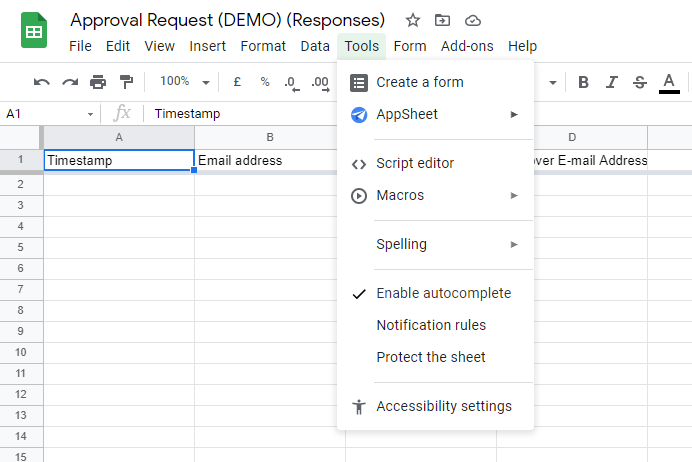 Approval Request (DEMO) (Responses)
File Edit View Insert Format Data Tools Form Add-ons Help
100% £ % .0 .00 B I S A
A1 fx Timestamp
A B D
1 Timestamp Email address over E-mail Address
2
3
4
5
6
7
8
9
10
11
12
13
14
15
Create a form
AppSheet
Script editor
Macros
Spelling
Enable autocomplete
Notification rules
Protect the sheet
Accessibility settings